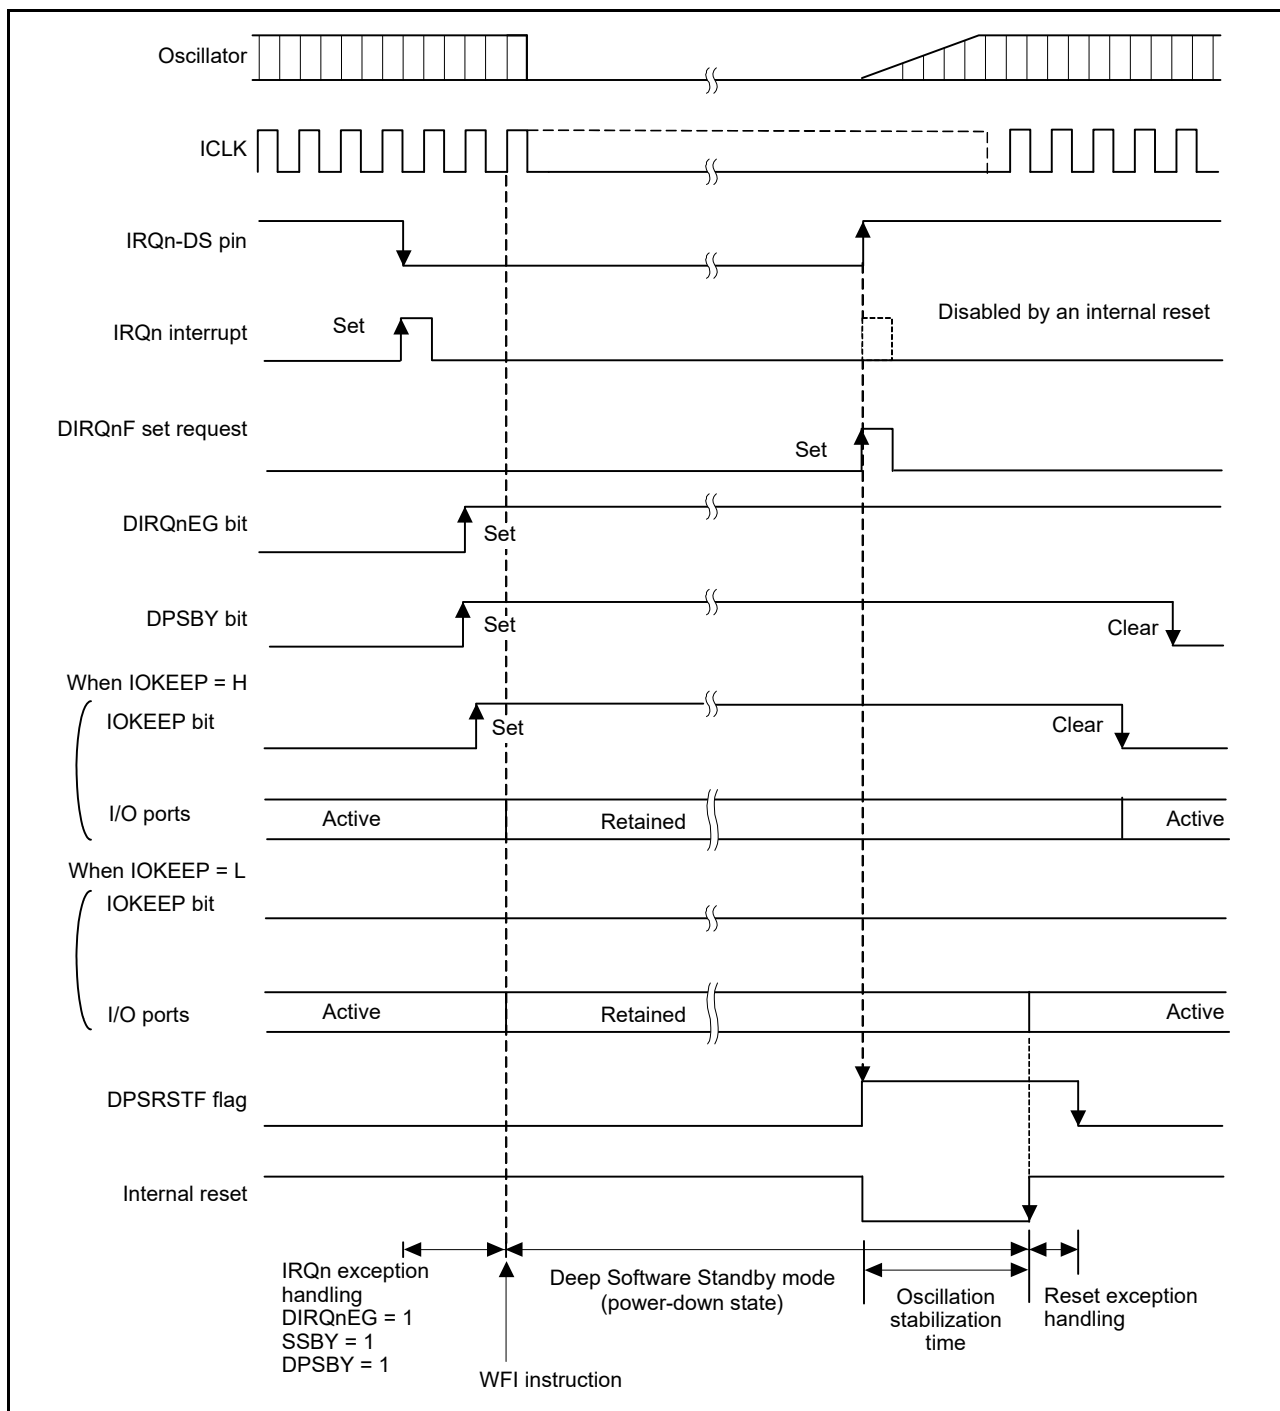 Oscillator
ICLK
IRQn-DS pin
IRQn interrupt
Set
Disabled by an internal reset
DIRQnF set request
Set
DIRQnEG bit
Set
DPSBY bit
Set
Clear
When IOKEEP = H
IOKEEP bit
Set
Clear
I/O ports
Active
Retained
Active
When IOKEEP = L
IOKEEP bit
I/O ports
Active
Retained
Active
DPSRSTF flag
Internal reset
IRQn exception
handling
DIRQnEG = 1
SSBY = 1
DPSBY = 1
WFI instruction
Deep Software Standby mode
(power-down state)
Oscillation
stabilization
time
Reset exception
handling